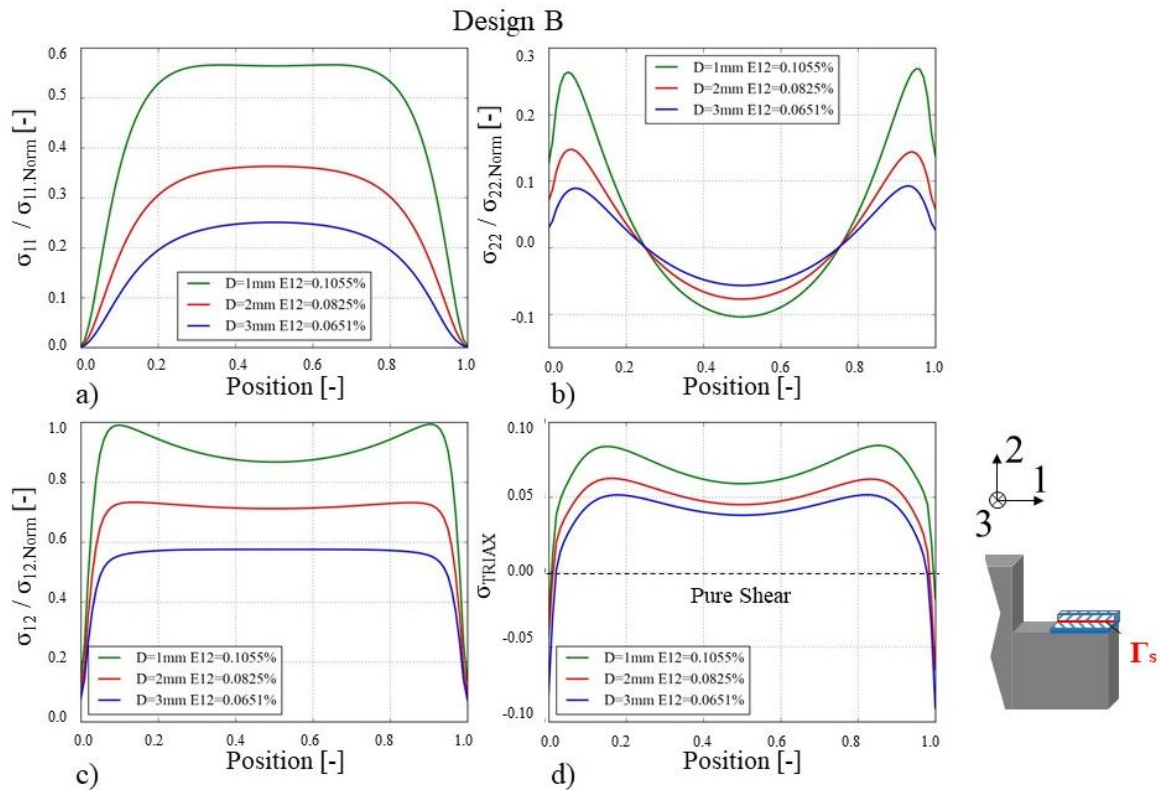 Design B
0.6
0.5
0.4
0.3
0.2
0.1
0.0
σ11 / σ11.Norm [-]
D=1mm E12=0.1055%
D=2mm E12=0.0825%
D=3mm E12=0.0651%
0.0 0.2 0.4 0.6 0.8 1.0
Position [-]
a)
0.3
0.2
0.1
0.0
-0.1
σ22 / σ22.Norm [-]
D=1mm E12=0.1055%
D=2mm E12=0.0825%
D=3mm E12=0.0651%
0.0 0.2 0.4 0.6 0.8 1.0
Position [-]
b)
1.0
0.8
0.6
0.4
0.2
0.0
σ12 / σ12.Norm [-]
D=1mm E12=0.1055%
D=2mm E12=0.0825%
D=3mm E12=0.0651%
0.0 0.2 0.4 0.6 0.8 1.0
Position [-]
c)
0.10
0.05
0.00
-0.05
-0.10
σTRIAX
Pure Shear
D=1mm E12=0.1055%
D=2mm E12=0.0825%
D=3mm E12=0.0651%
0.0 0.2 0.4 0.6 0.8 1.0
Position [-]
d)
2
1
3
Γs